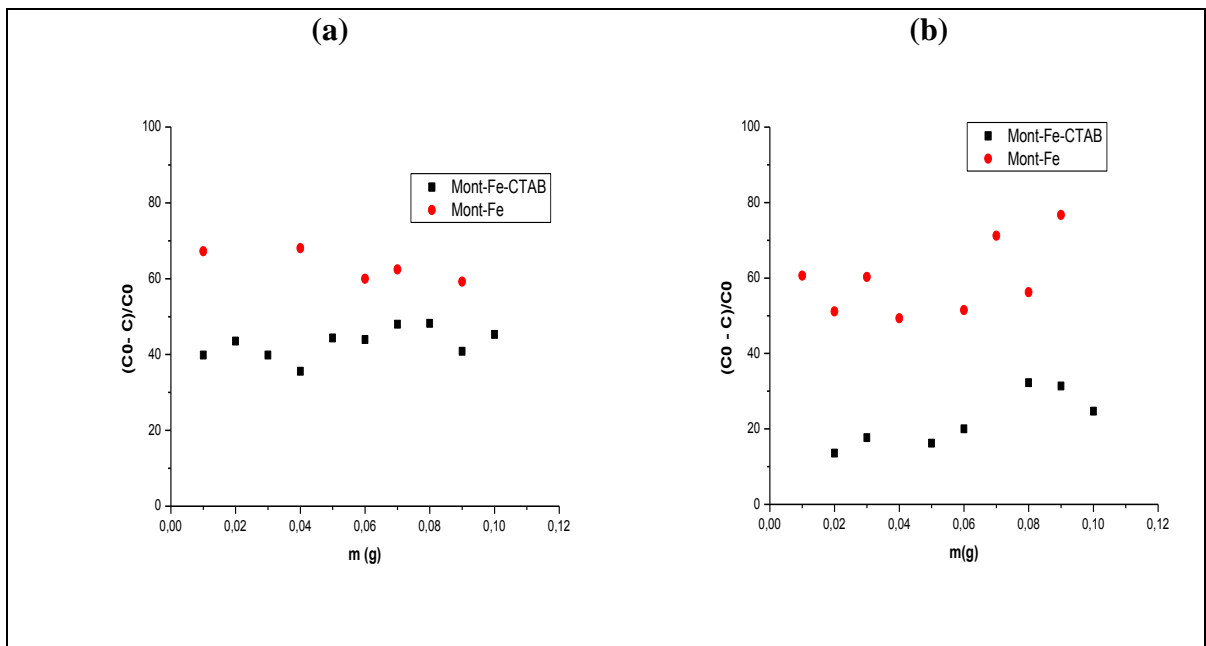 (a)
(C0- C)/C0
100
80
60
40
20
0
0,00 0,02 0,04 0,06 0,08 0,10 0,12
m (g)
Mont-Fe-CTAB
Mont-Fe
(b)
(C0 - C)/C0
100
80
60
40
20
0
0,00 0,02 0,04 0,06 0,08 0,10 0,12
m(g)
Mont-Fe-CTAB
Mont-Fe